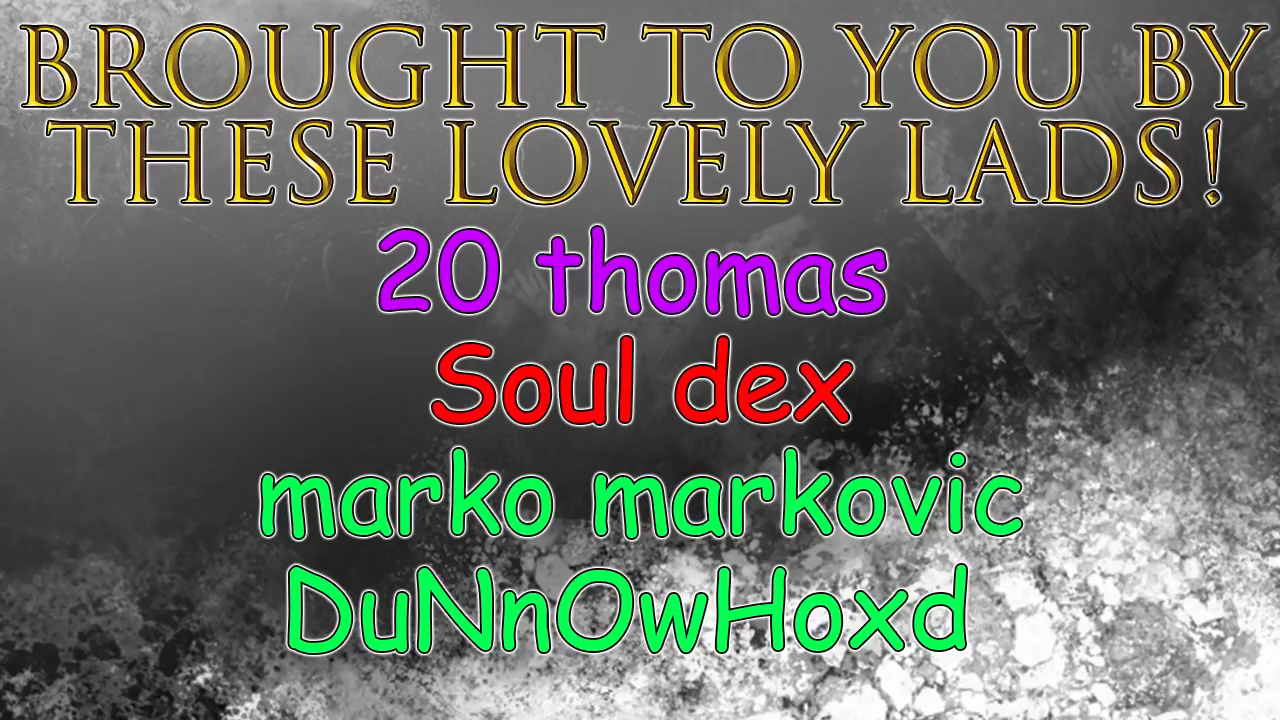 BROUGHT TO YOU BY
THESE LOVELY LADS!
20 thomas
Soul dex
marko markovic
DuNnOwHoxd